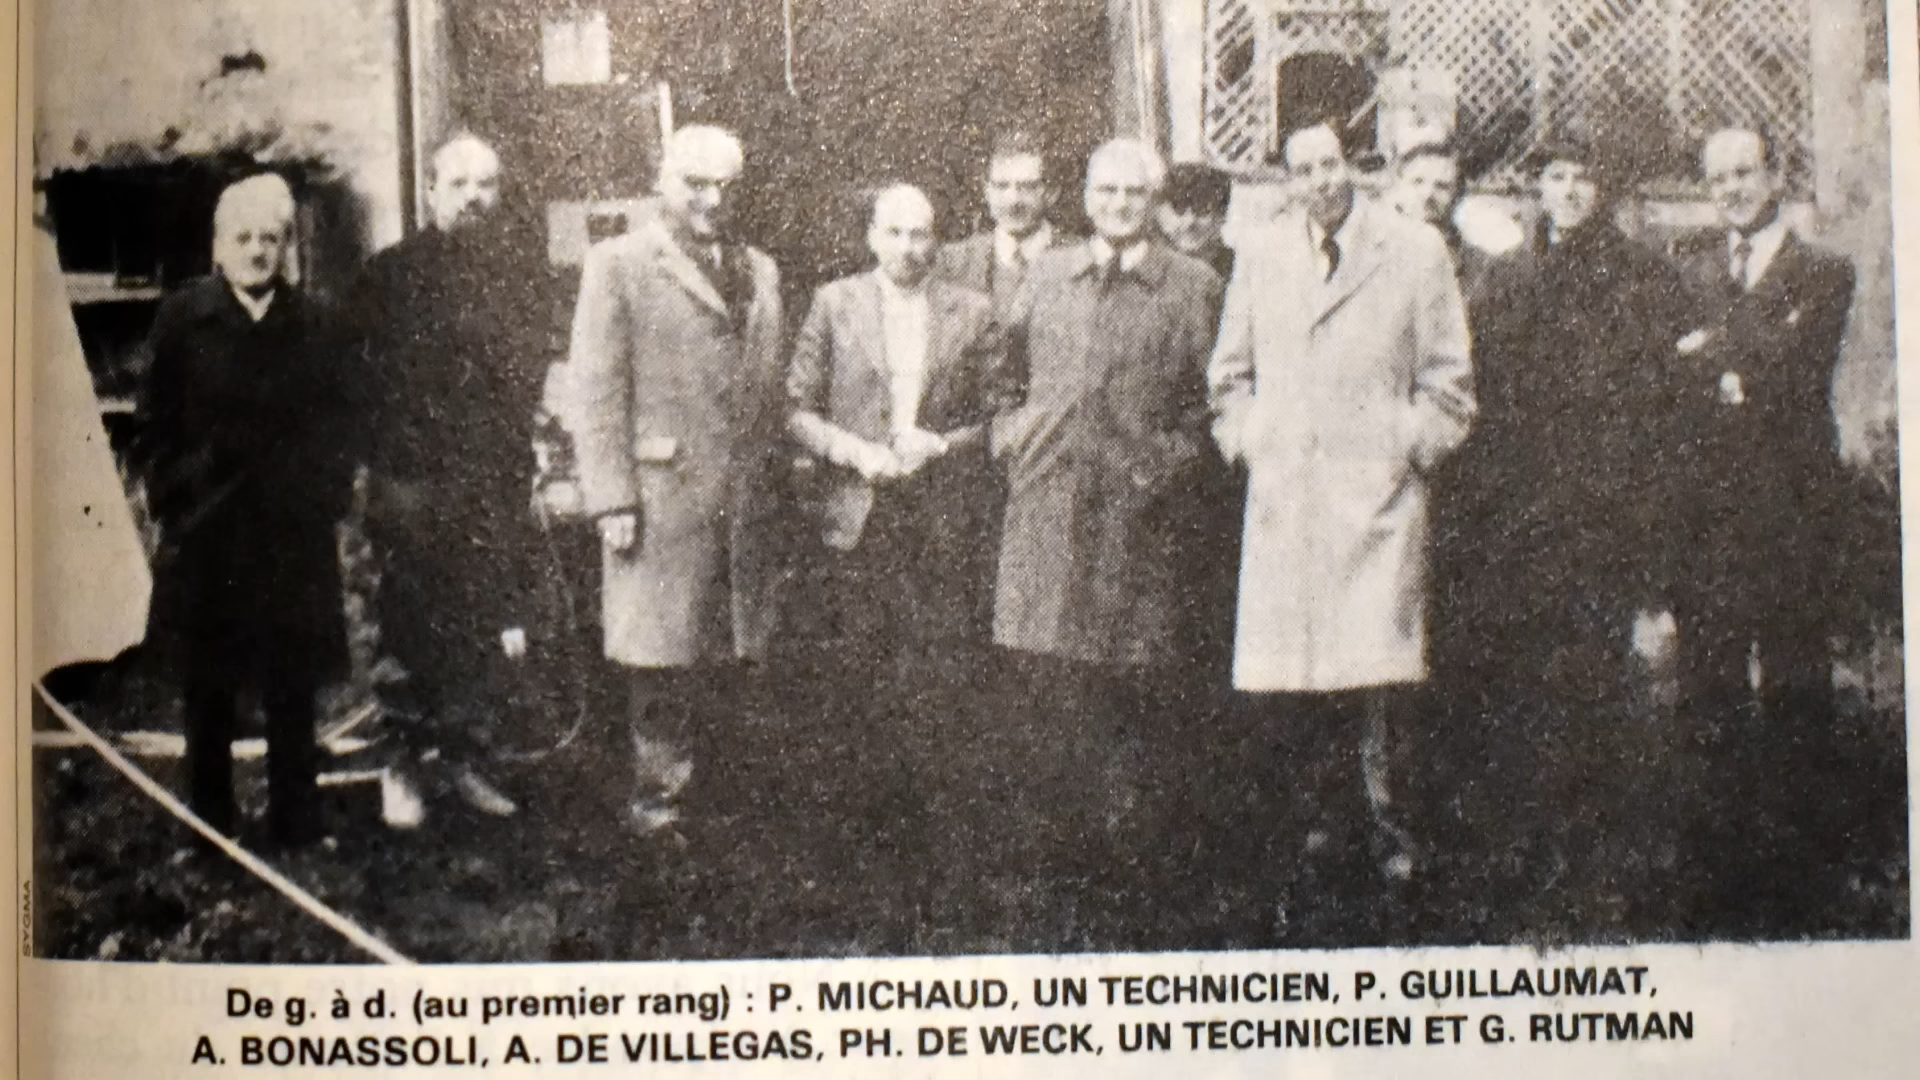 SYGMA
De g. à d. (au premier rang) : P. MICHAUD, UN TECHNICIEN, P. GUILLAUMAT,
A. BONASSOLI, A. DE VILLEGAS, PH. DE WECK, UN TECHNICIEN ET G. RUTMAN